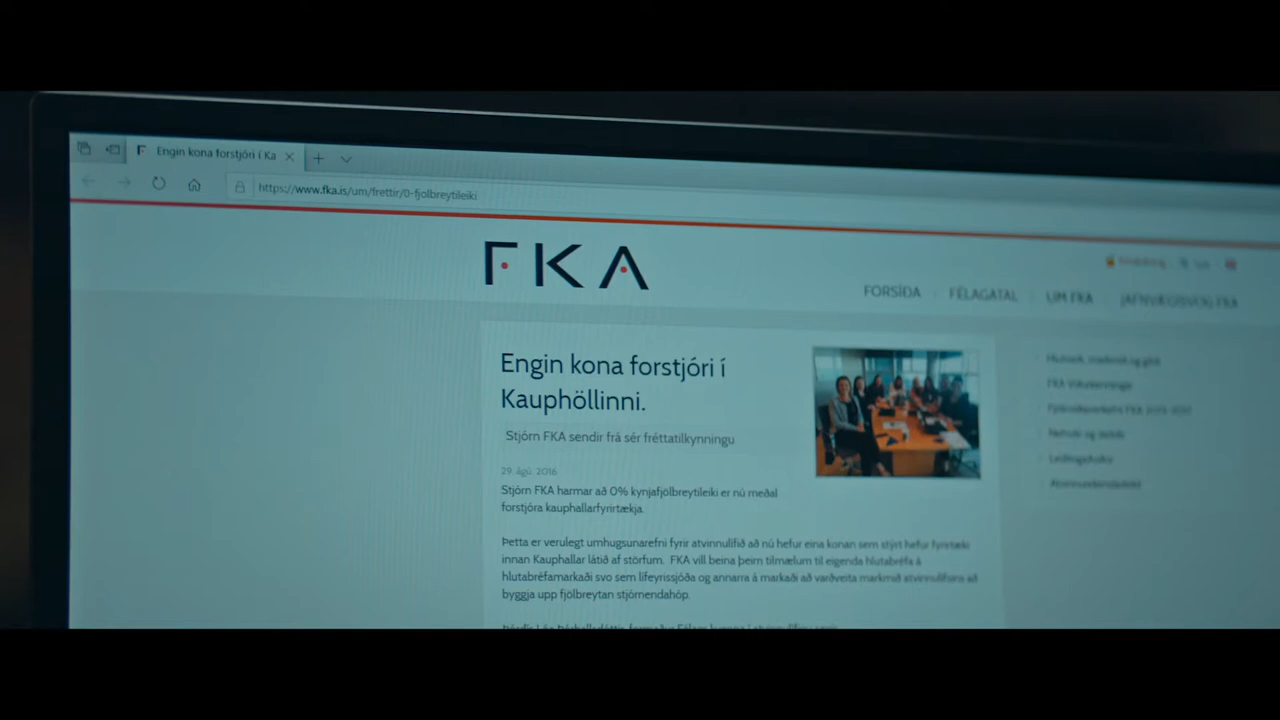 Engin kona forstjóri í Ka
https://www.fka.is/um/frettir/0-fjolbreytileiki
FKA
FORSÍÐA FÉLAGATAL UM FKA JAFNVÆGISVOG FKA
Engin kona forstjóri í
Kauphöllinni.
Stjórn FKA sendir frá sér fréttatilkynningu
29. ágú. 2016
Stjórn FKA harmar að 0% kynjafjölbreytileiki er nú meðal
forstjóra kauphallarfyrirtækja.
Þetta er verulegt umhugsunarefni fyrir atvinnulífið að nú hefur eina konan sem stýrt hefur fyrirtæki
innan Kauphallar látið af störfum. FKA vill beina þeim tilmælum til eigenda hlutabréfa á
hlutabréfamarkaði svo sem lífeyrissjóða og annarra á markaði að varðveita markmið atvinnulífsins að
byggja upp fjölbreytan stjórnendahóp.